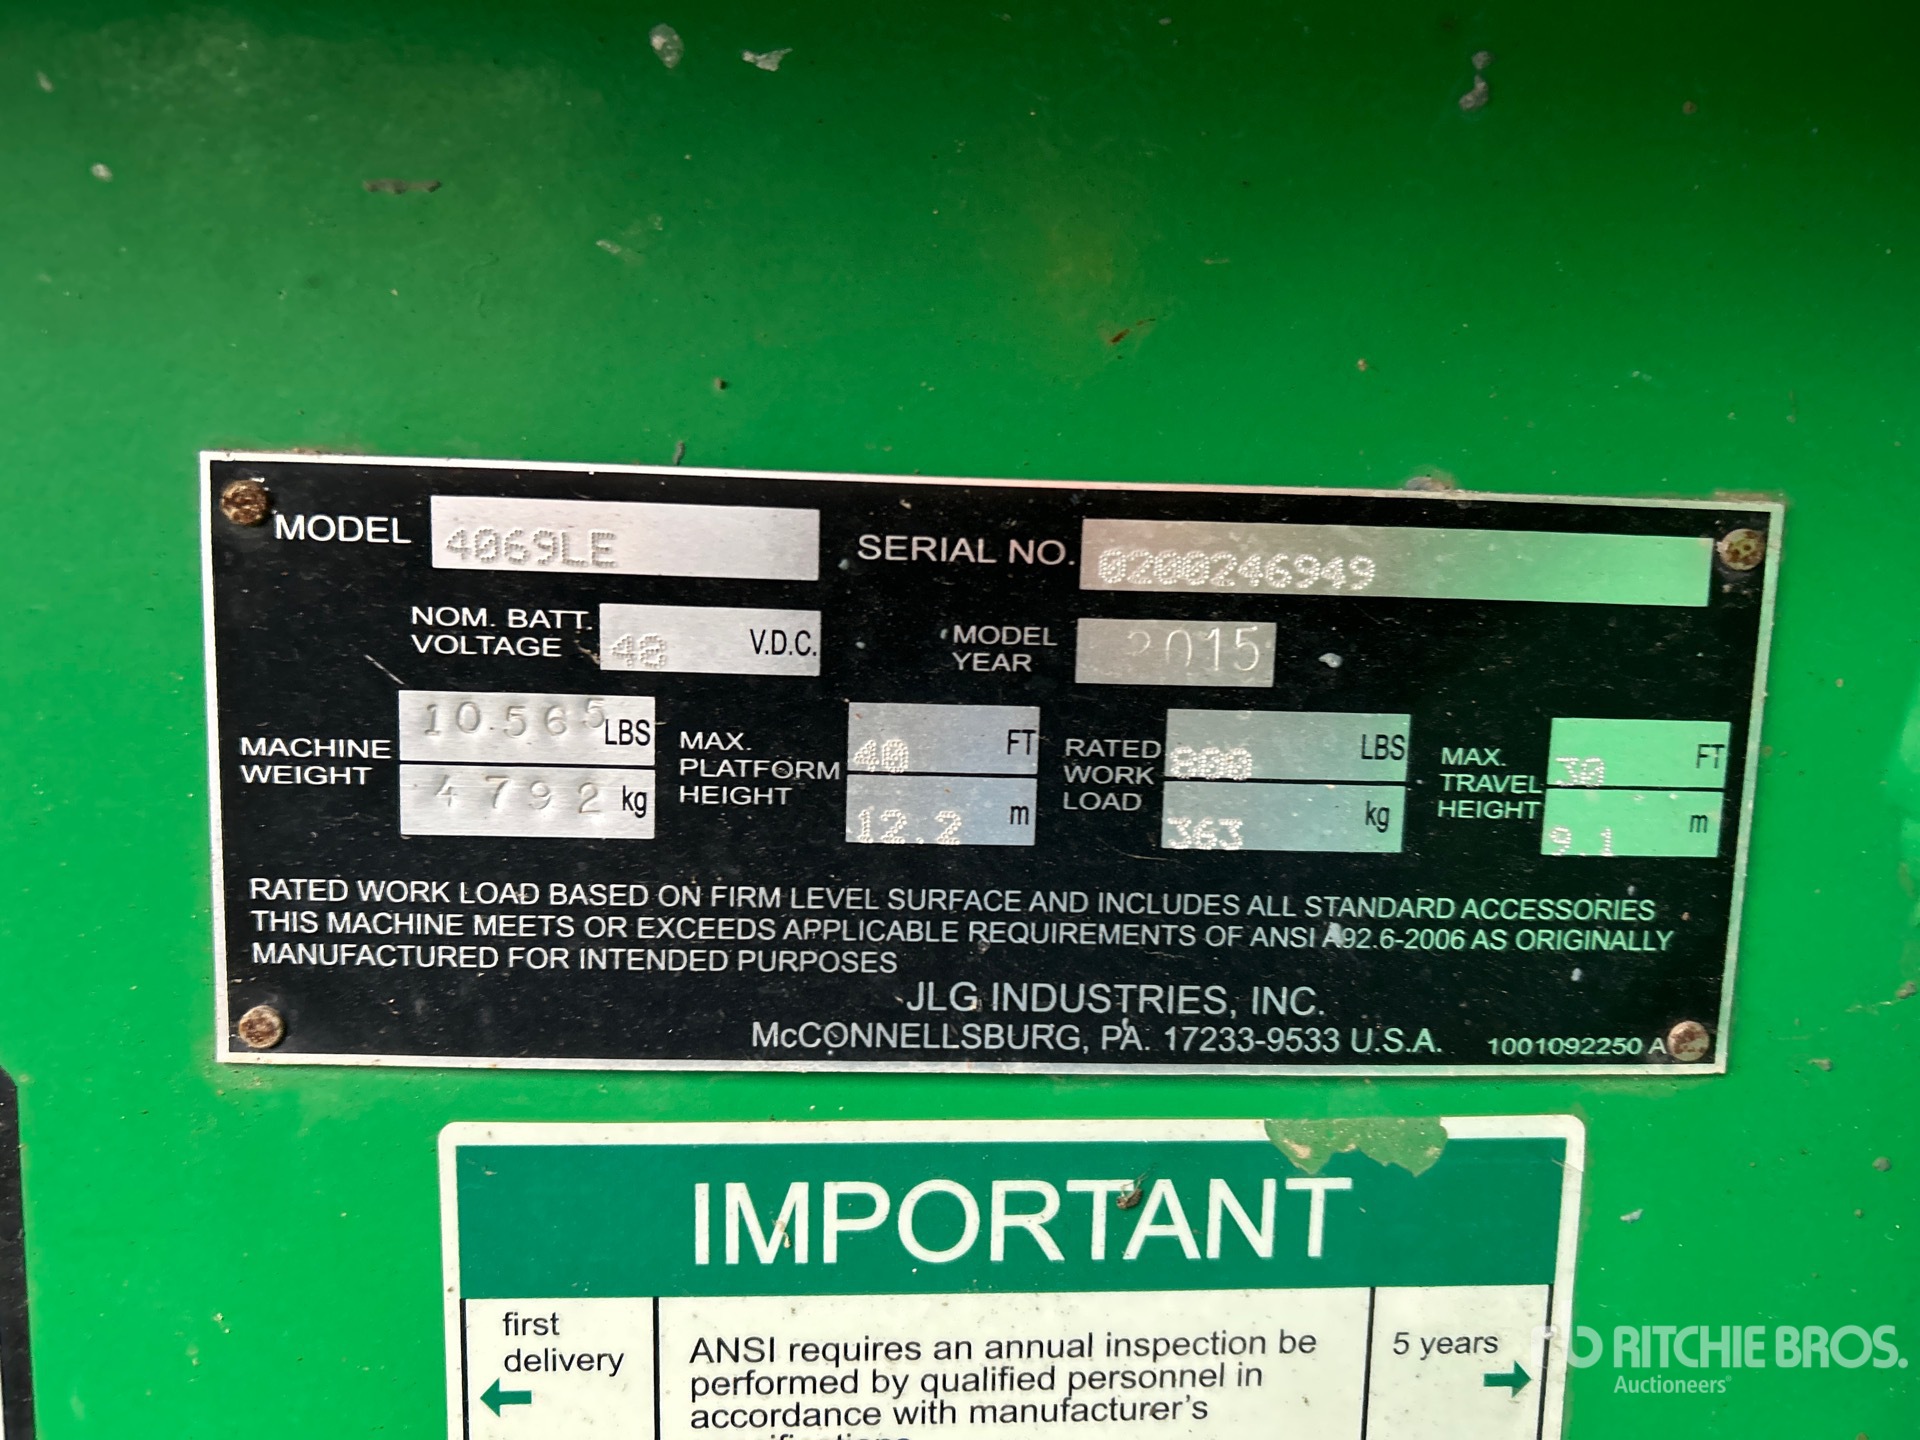 MODEL 4069LE SERIAL NO. 0200246949
NOM. BATT. VOLTAGE 48 V.D.C. MODEL YEAR 2015
MACHINE WEIGHT 10.565 LBS 4792 kg
MAX. PLATFORM HEIGHT 40 FT 12.2 m
RATED WORK LOAD 800 LBS 363 kg
MAX. TRAVEL HEIGHT 30 FT 9.1 m
RATED WORK LOAD BASED ON FIRM LEVEL SURFACE AND INCLUDES ALL STANDARD ACCESSORIES
THIS MACHINE MEETS OR EXCEEDS APPLICABLE REQUIREMENTS OF ANSI A92.6-2006 AS ORIGINALLY
MANUFACTURED FOR INTENDED PURPOSES
JLG INDUSTRIES, INC.
McCONNELLSBURG, PA. 17233-9533 U.S.A. 1001092250 A
IMPORTANT
first
delivery
ANSI requires an annual inspection be
performed by qualified personnel in
accordance with manufacturer's
5 years
RITCHIE BROS.
Auctioneers